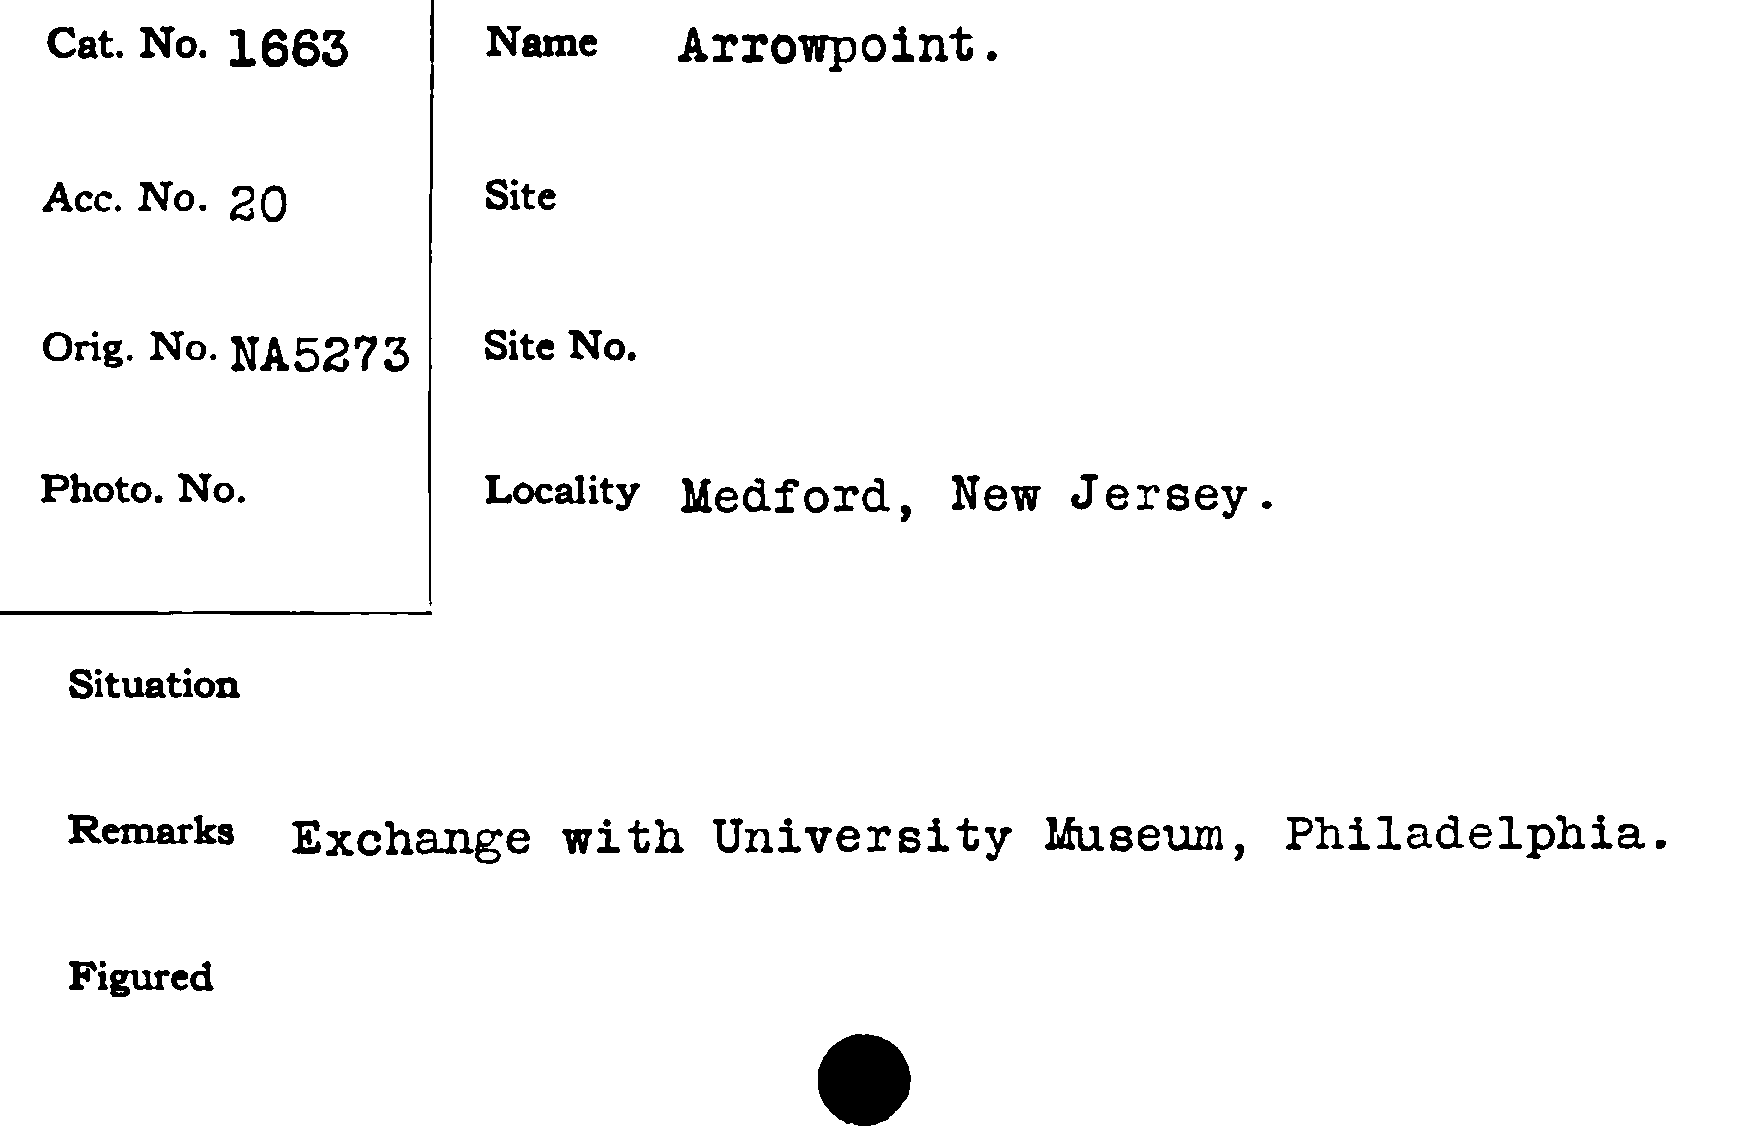 Cat. No. 1663
Name Arrowpoint.
Acc. No. 20
Site
Orig. No. NA5273
Site No.
Photo. No.
Locality Medford, New Jersey.
Situation
Remarks Exchange with University Museum, Philadelphia.
Figured